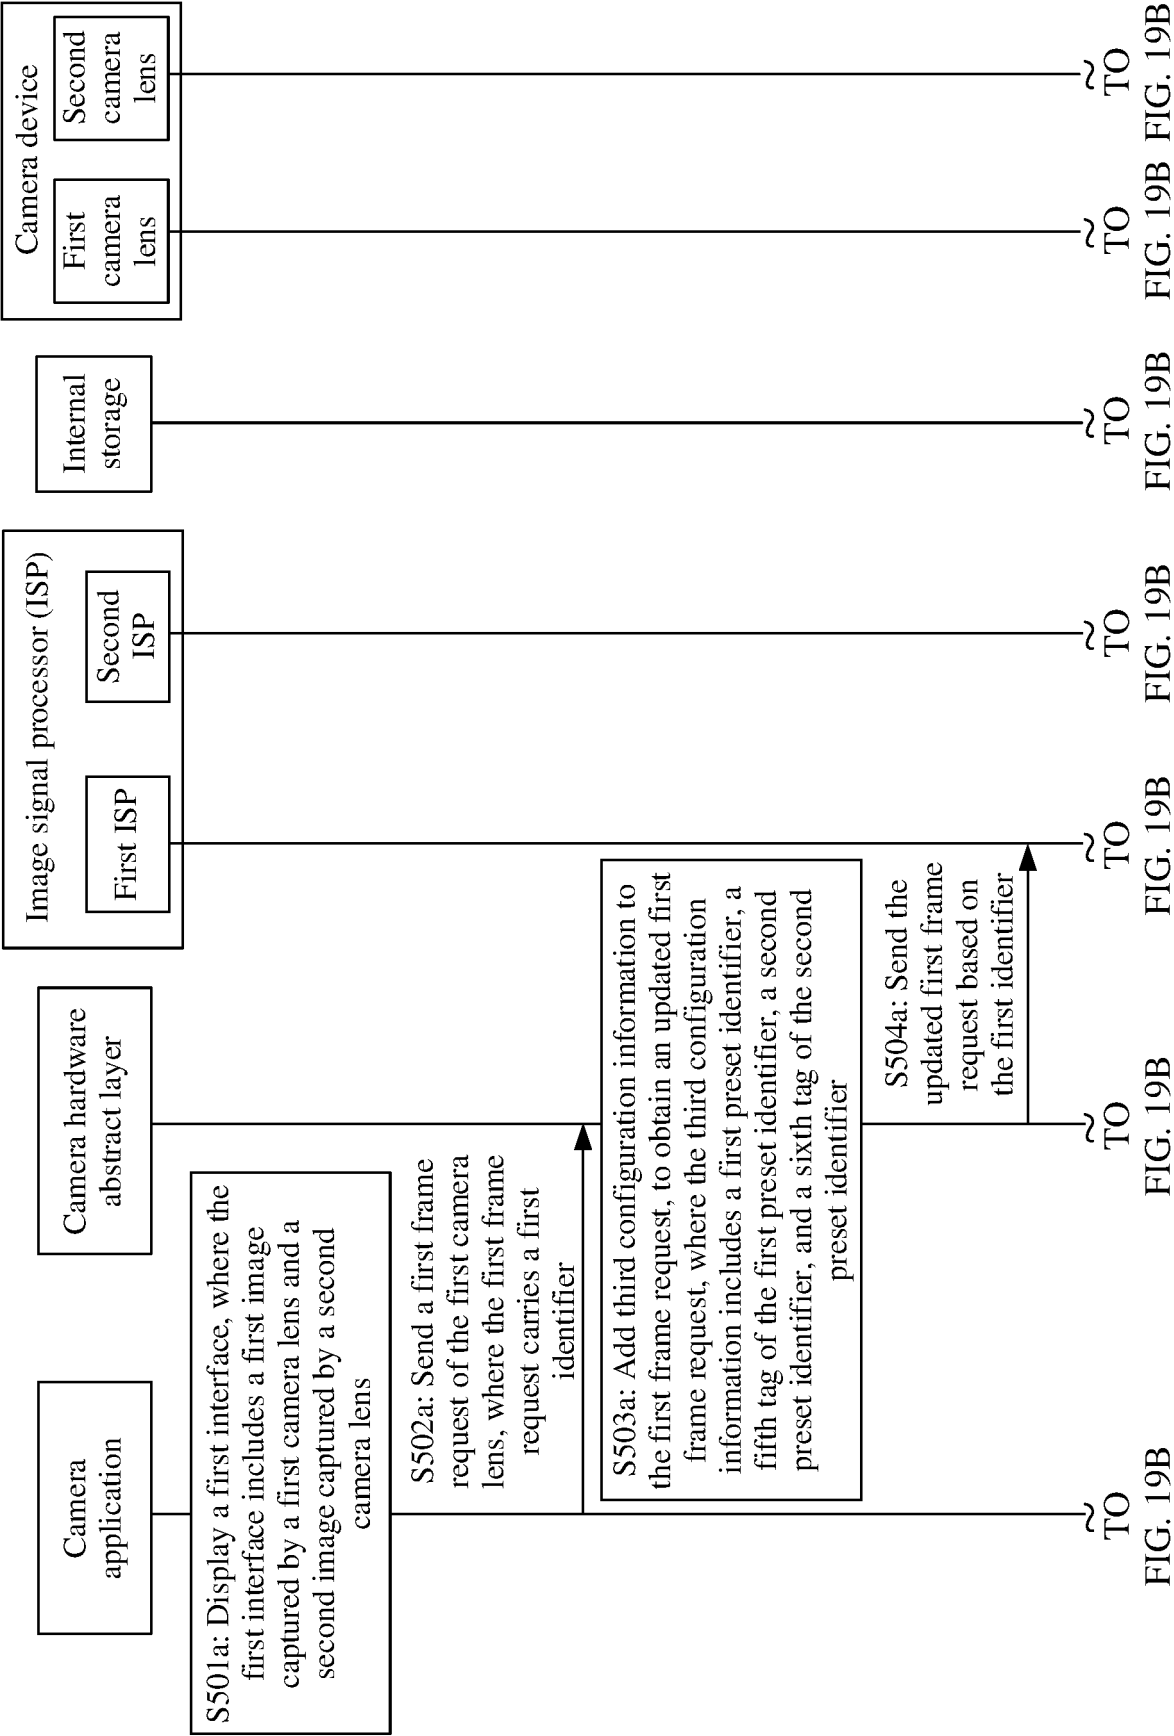 Camera
application
Camera hardware
abstract layer
Image signal processor (ISP)
First ISP
Second
ISP
Internal
storage
Camera device
First
camera
lens
Second
camera
lens
S501a: Display a first interface, where the
first interface includes a first image
captured by a first camera lens and a
second image captured by a second
camera lens
S502a: Send a first frame
request of the first camera
lens, where the first frame
request carries a first
identifier
S503a: Add third configuration information to
the first frame request, to obtain an updated first
frame request, where the third configuration
information includes a first preset identifier, a
fifth tag of the first preset identifier, a second
preset identifier, and a sixth tag of the second
preset identifier
S504a: Send the
updated first frame
request based on
the first identifier
TO
FIG. 19B
TO
FIG. 19B
TO
FIG. 19B
TO
FIG. 19B
TO
FIG. 19B
TO
FIG. 19B
TO
FIG. 19B